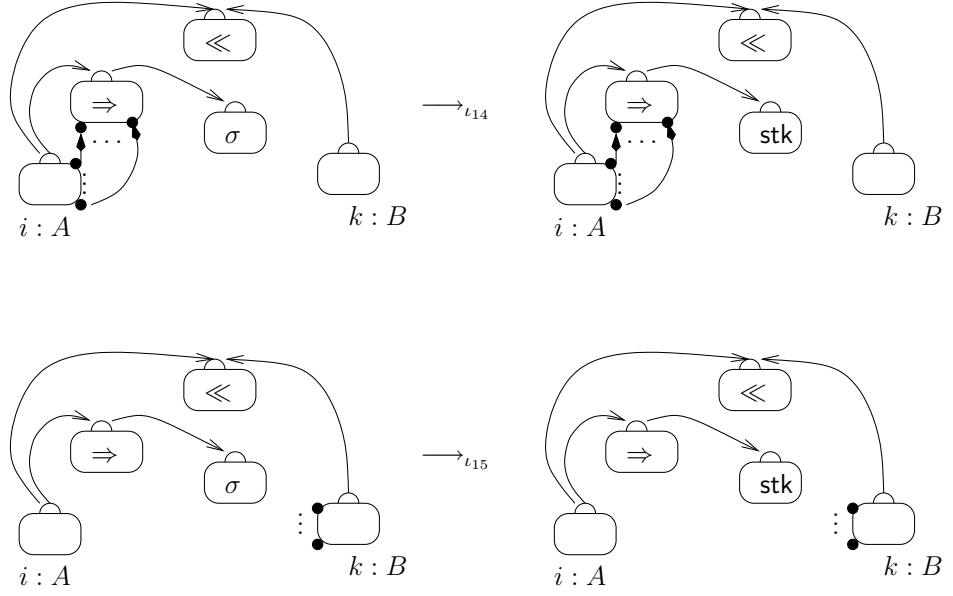 ≪ ≪
⇒ ⇒
σ ⟶ι14 stk
··· ···
⋮ ⋮
i : A k : B i : A k : B
≪ ≪
⇒ ⇒
σ ⟶ι15 stk
⋮ ⋮
i : A k : B i : A k : B